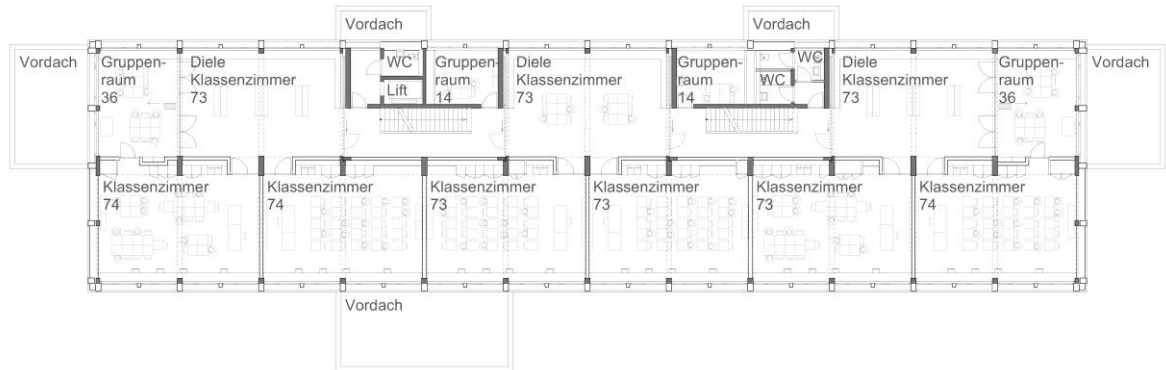 Vordach
Vordach
Vordach
Vordach
Gruppen-
raum
36
Diele
Klassenzimmer
73
WC
Lift
Gruppen-
raum
14
Diele
Klassenzimmer
73
Gruppen-
raum
14
WC
WC
Diele
Klassenzimmer
73
Gruppen-
raum
36
Klassenzimmer
74
Klassenzimmer
74
Klassenzimmer
73
Klassenzimmer
73
Klassenzimmer
73
Klassenzimmer
74
Vordach